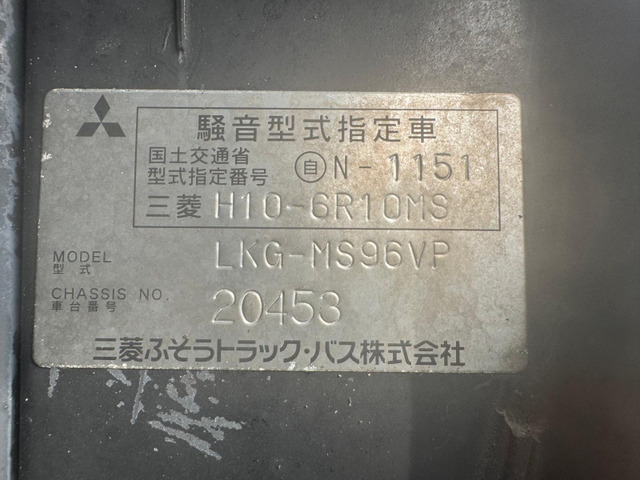 騒音型式指定車
国土交通省
型式指定番号 自 N-1151
三菱 H10-6R10MS
MODEL
型式 LKG-MS96VP
CHASSIS NO.
車台番号 20453
三菱ふそうトラック・バス株式会社